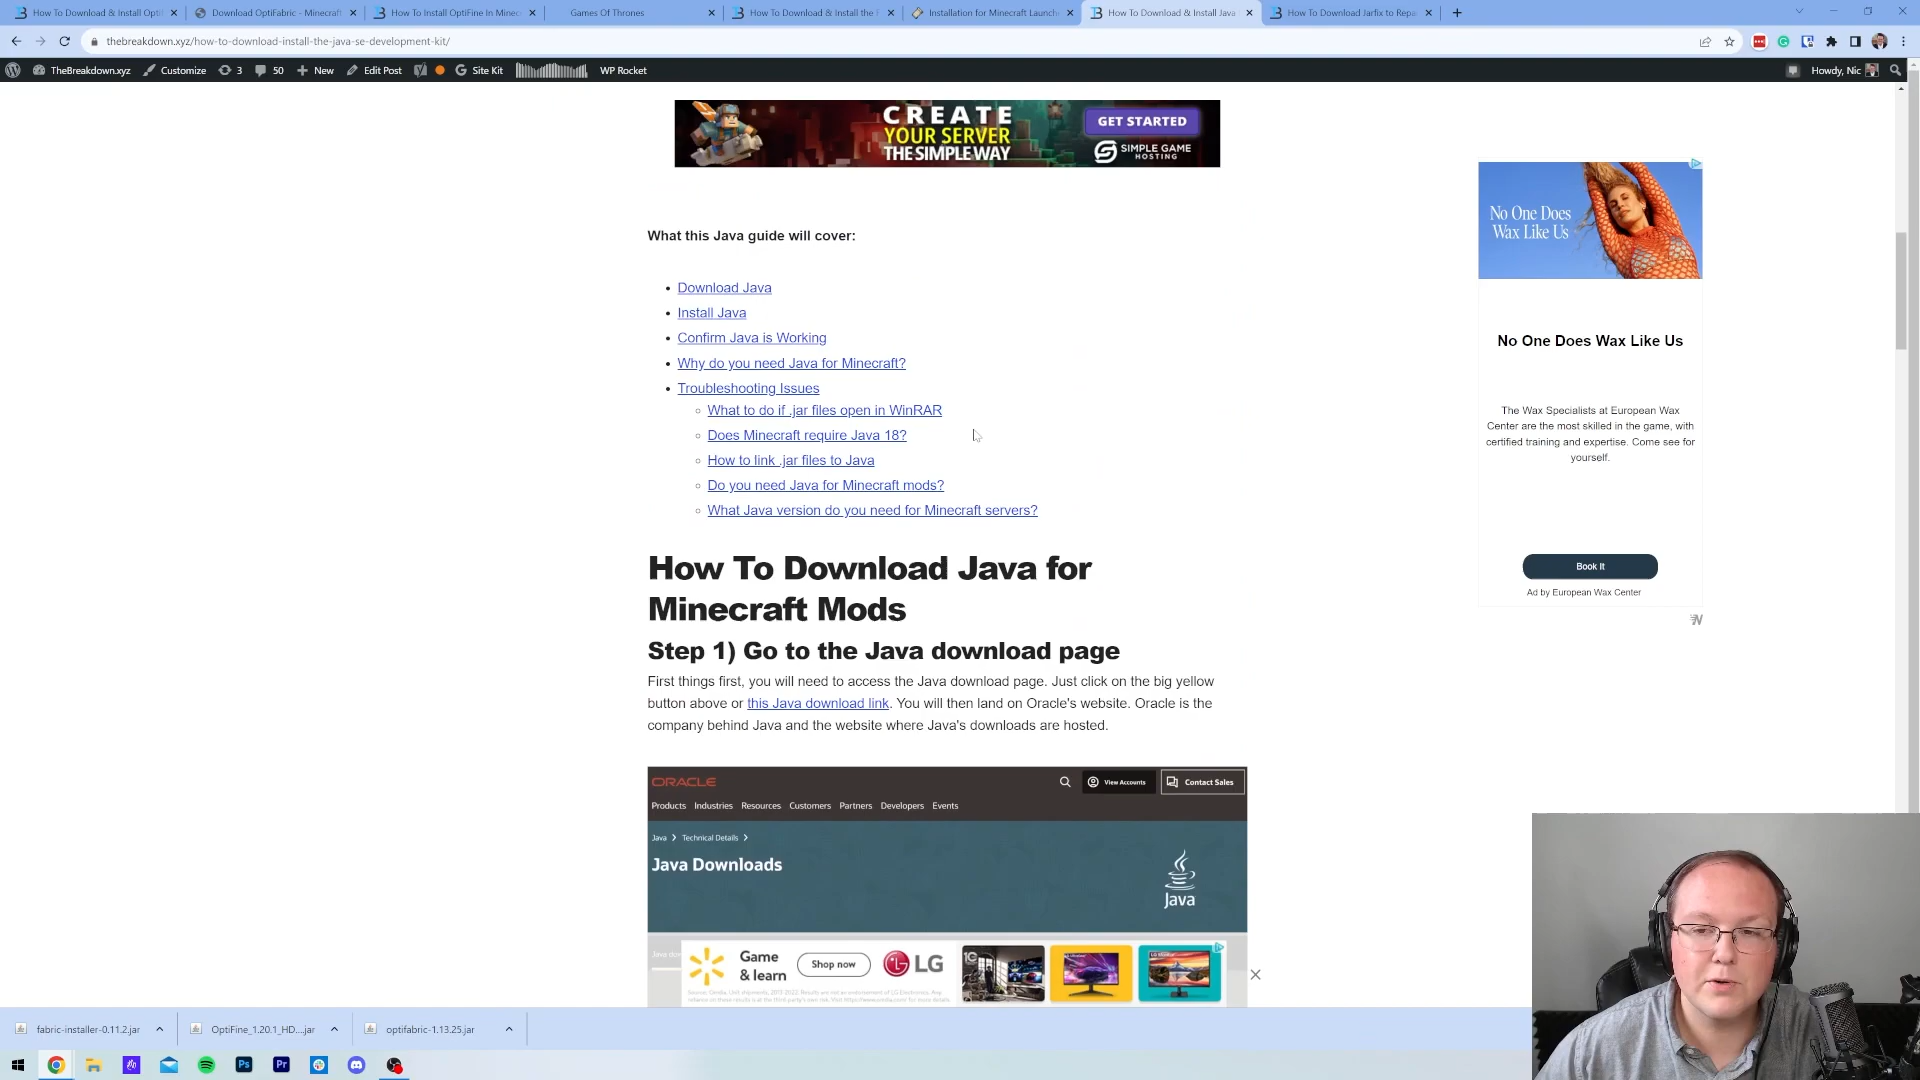 How To Download & Install Opti
Download OptiFabric - Minecraft
How To Install OptiFine In Minec
Games Of Thrones
How To Download & Install the F
Installation for Minecraft Launch
How To Download & Install Java
How To Download Jarfix to Repa
thebreakdown.xyz/how-to-download-install-the-java-se-development-kit/
TheBreakdown.xyz
Customize
3
50
New
Edit Post
Site Kit
WP Rocket
Howdy, Nic
CREATE
YOUR SERVER
THE SIMPLE WAY
GET STARTED
SIMPLE GAME
HOSTING
What this Java guide will cover:
Download Java
Install Java
Confirm Java is Working
Why do you need Java for Minecraft?
Troubleshooting Issues
What to do if .jar files open in WinRAR
Does Minecraft require Java 18?
How to link .jar files to Java
Do you need Java for Minecraft mods?
What Java version do you need for Minecraft servers?
How To Download Java for
Minecraft Mods
Step 1) Go to the Java download page
First things first, you will need to access the Java download page. Just click on the big yellow
button above or this Java download link. You will then land on Oracle's website. Oracle is the
company behind Java and the website where Java's downloads are hosted.
ORACLE
View Accounts
Contact Sales
Products Industries Resources Customers Partners Developers Events
Java > Technical Details >
Java Downloads
Java
Game
& learn
Shop now
LG
No One Does
Wax Like Us
No One Does Wax Like Us
The Wax Specialists at European Wax
Center are the most skilled in the game, with
certified training and expertise. Come see for
yourself.
Book It
Ad by European Wax Center
fabric-installer-0.11.2.jar
OptiFine_1.20.1_HD....jar
optifabric-1.13.25.jar
Ps
Pr